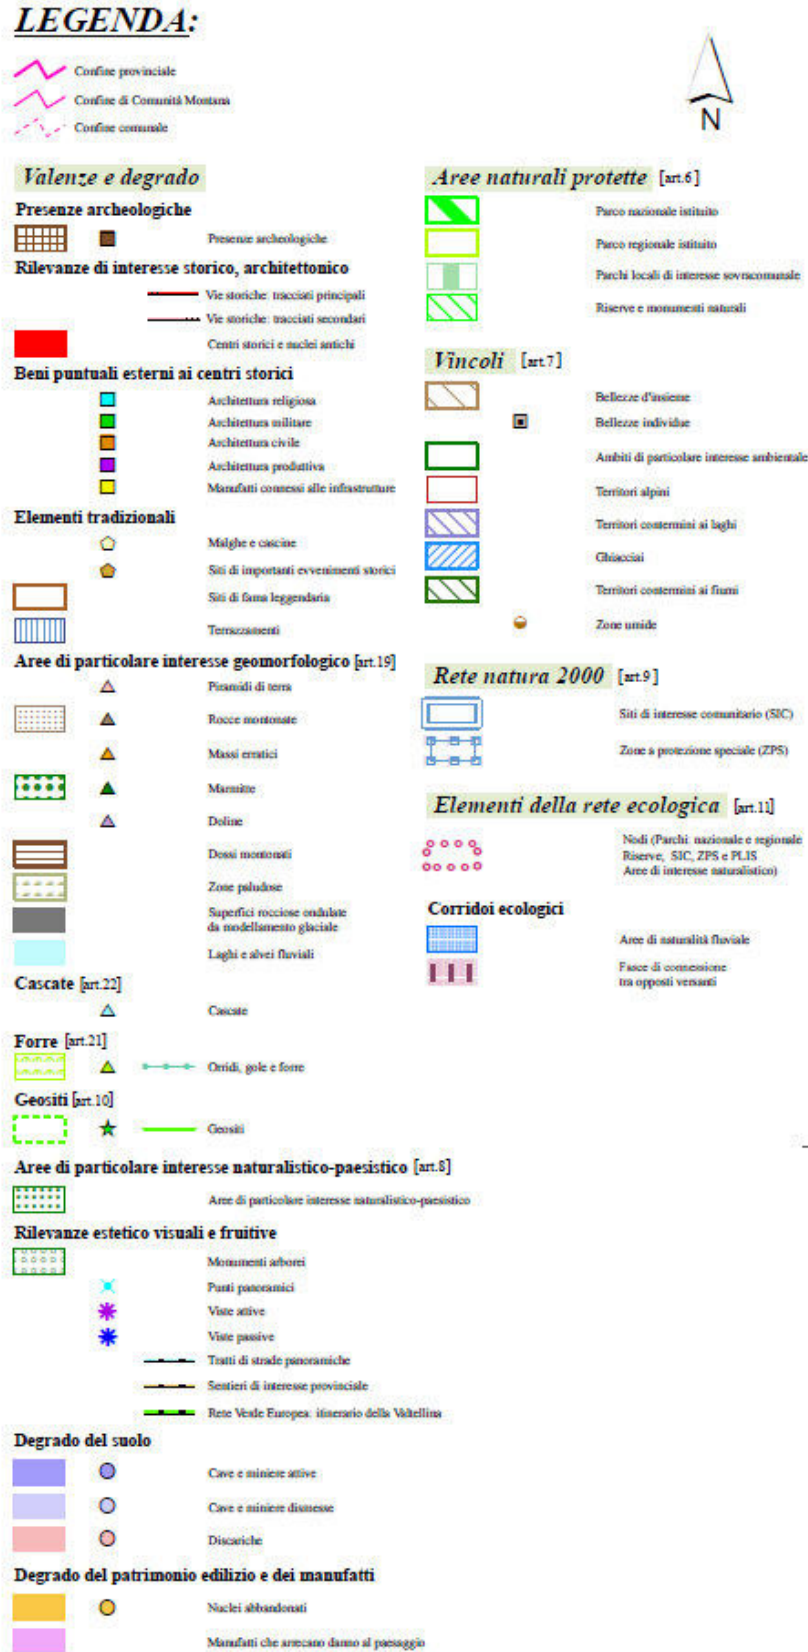 LEGENDA:
Confine provinciale
Confine di Comunità Montana
Confine comunale
N
Valenze e degrado
Presenze archeologiche
Presenze archeologiche
Rilevanze di interesse storico, architettonico
Vie storiche: tracciati principali
Vie storiche: tracciati secondari
Centri storici e nuclei antichi
Beni puntuali esterni ai centri storici
Architettura religiosa
Architettura militare
Architettura civile
Architettura produttiva
Manufatti connessi alle infrastrutture
Elementi tradizionali
Malghe e cascine
Siti di importanti evvenimenti storici
Siti di fama leggendaria
Terrazzamenti
Aree di particolare interesse geomorfologico [art.19]
Piramidi di terra
Rocce montonate
Massi erratici
Marmitte
Doline
Dossi montonati
Zone paludose
Superfici rocciose ondulate
da modellamento glaciale
Laghi e alvei fluviali
Cascate [art.22]
Cascate
Forre [art.21]
Orridi, gole e forre
Geositi [art.10]
Geositi
Aree di particolare interesse naturalistico-paesistico [art.8]
Aree di particolare interesse naturalistico-paesistico
Rilevanze estetico visuali e fruitive
Monumenti arborei
Punti panoramici
Viste attive
Viste passive
Tratti di strade panoramiche
Sentieri di interesse provinciale
Rete Verde Europea: itinerario della Valtellina
Degrado del suolo
Cave e miniere attive
Cave e miniere dismesse
Discariche
Degrado del patrimonio edilizio e dei manufatti
Nuclei abbandonati
Manufatti che arrecano danno al paesaggio
Aree naturali protette [art.6]
Parco nazionale istituito
Parco regionale istituito
Parchi locali di interesse sovracomunale
Riserve e monumenti naturali
Vincoli [art.7]
Bellezze d'insieme
Bellezze individue
Ambiti di particolare interesse ambientale
Territori alpini
Territori contermini ai laghi
Ghiacciai
Territori contermini ai fiumi
Zone umide
Rete natura 2000 [art.9]
Siti di interesse comunitario (SIC)
Zone a protezione speciale (ZPS)
Elementi della rete ecologica [art.11]
Nodi (Parchi: nazionale e regionale
Riserve, SIC, ZPS e PLIS
Aree di interesse naturalistico)
Corridoi ecologici
Aree di naturalità fluviale
Fasce di connessione
tra opposti versanti